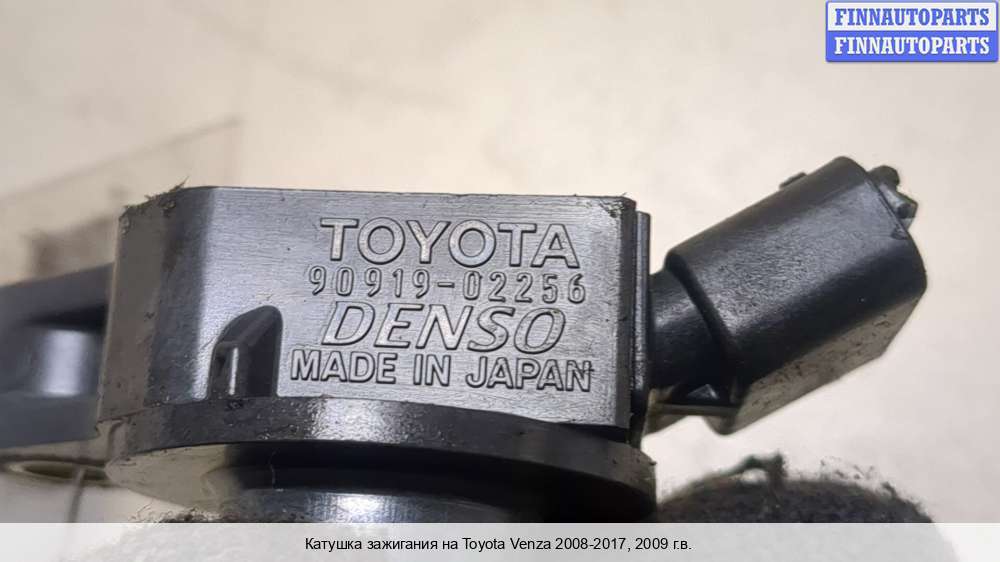 FINNAUTOPARTS
FINNAUTOPARTS
TOYOTA
90919-02256
DENSO
MADE IN JAPAN
Катушка зажигания на Toyota Venza 2008-2017, 2009 г.в.